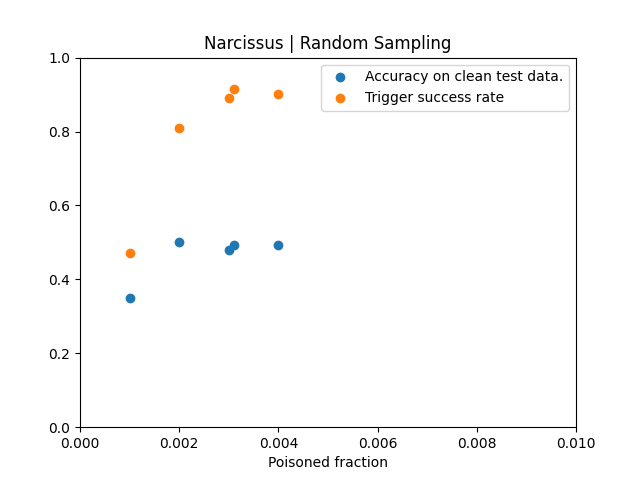 Narcissus | Random Sampling
1.0
0.8
0.6
0.4
0.2
0.0
Accuracy on clean test data.
Trigger success rate
0.000 0.002 0.004 0.006 0.008 0.010
Poisoned fraction